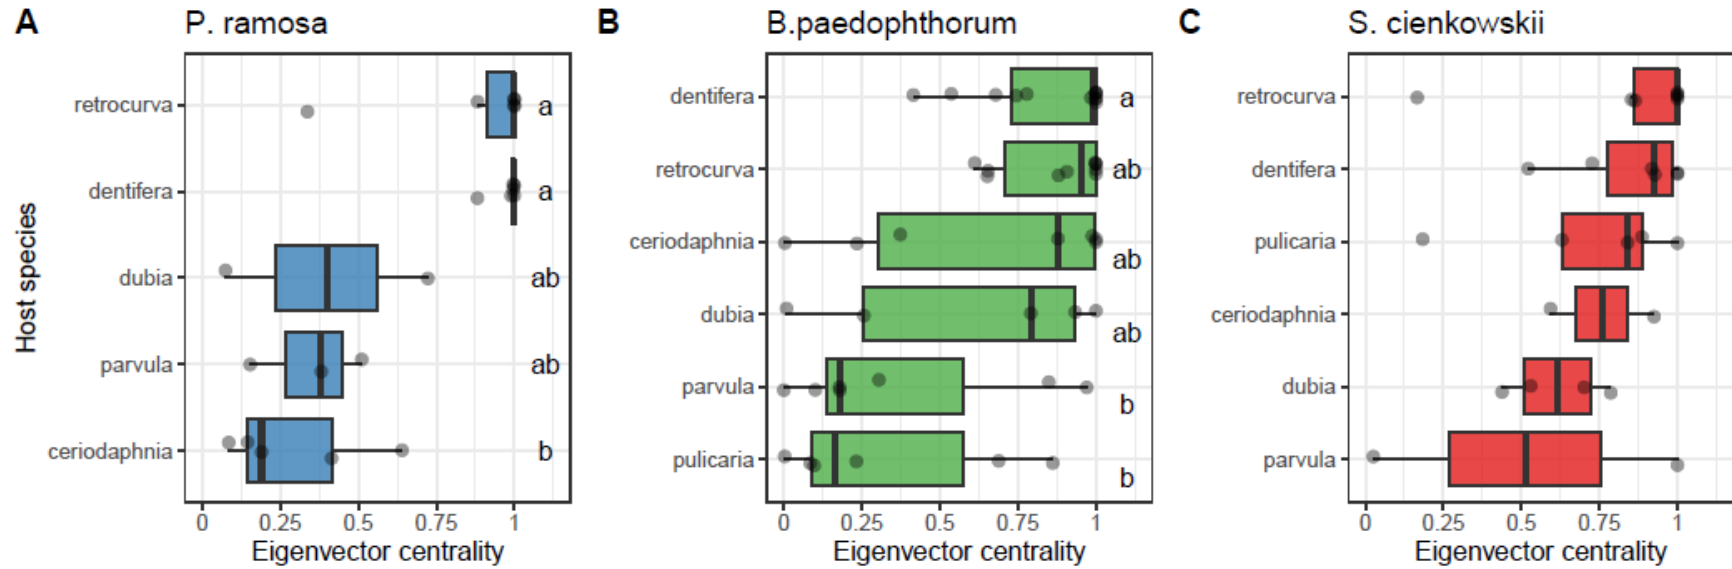 A P. ramosa
Host species
retrocurva a
dentifera a
dubia ab
parvula ab
ceriodaphnia b
0 0.25 0.5 0.75 1
Eigenvector centrality
B B.paedophthorum
dentifera a
retrocurva ab
ceriodaphnia ab
dubia ab
parvula b
pulicaria b
0 0.25 0.5 0.75 1
Eigenvector centrality
C S. cienkowskii
retrocurva
dentifera
pulicaria
ceriodaphnia
dubia
parvula
0 0.25 0.5 0.75 1
Eigenvector centrality